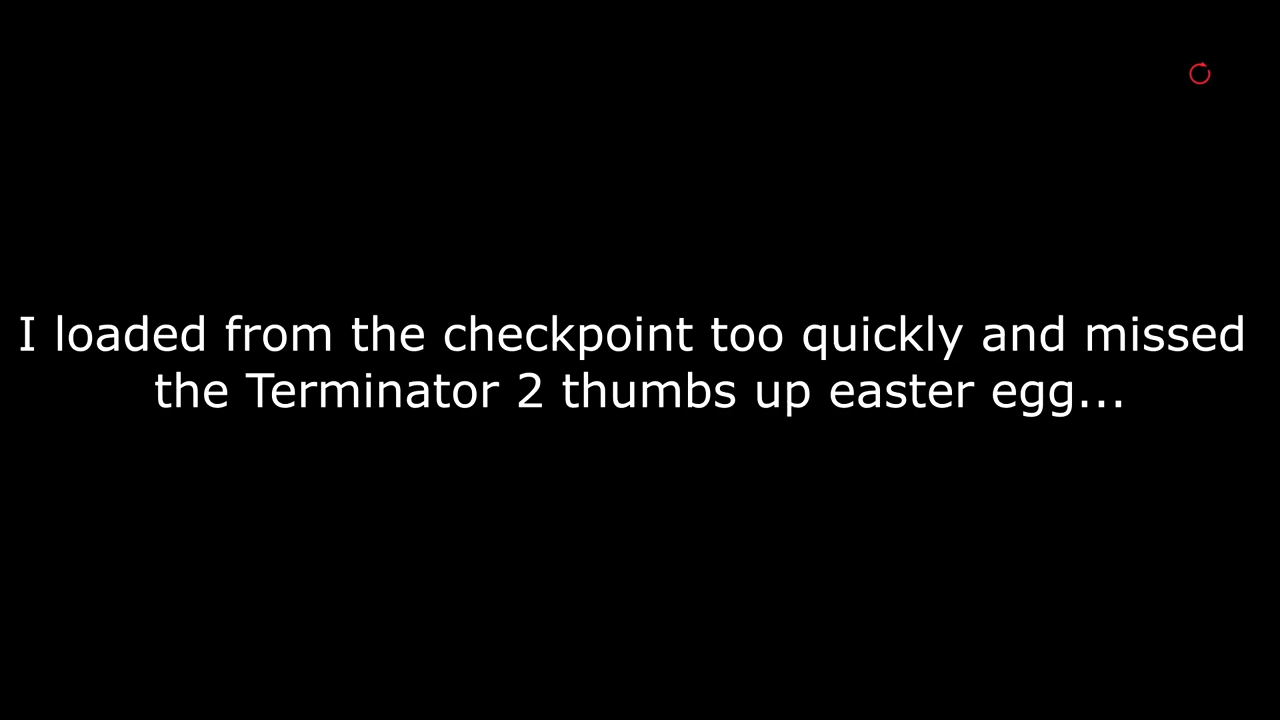 I loaded from the checkpoint too quickly and missed
the Terminator 2 thumbs up easter egg...